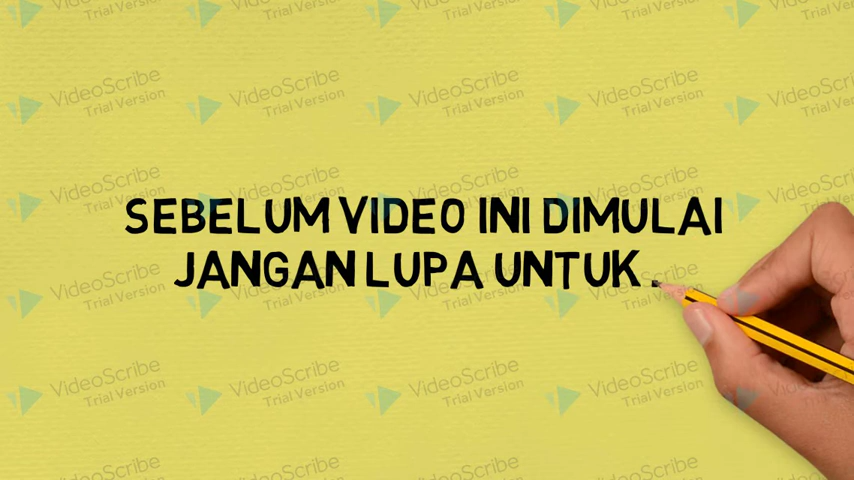 SEBELUM VIDEO INI DIMULAI
JANGAN LUPA UNTUK.
VideoScribe
Trial Version